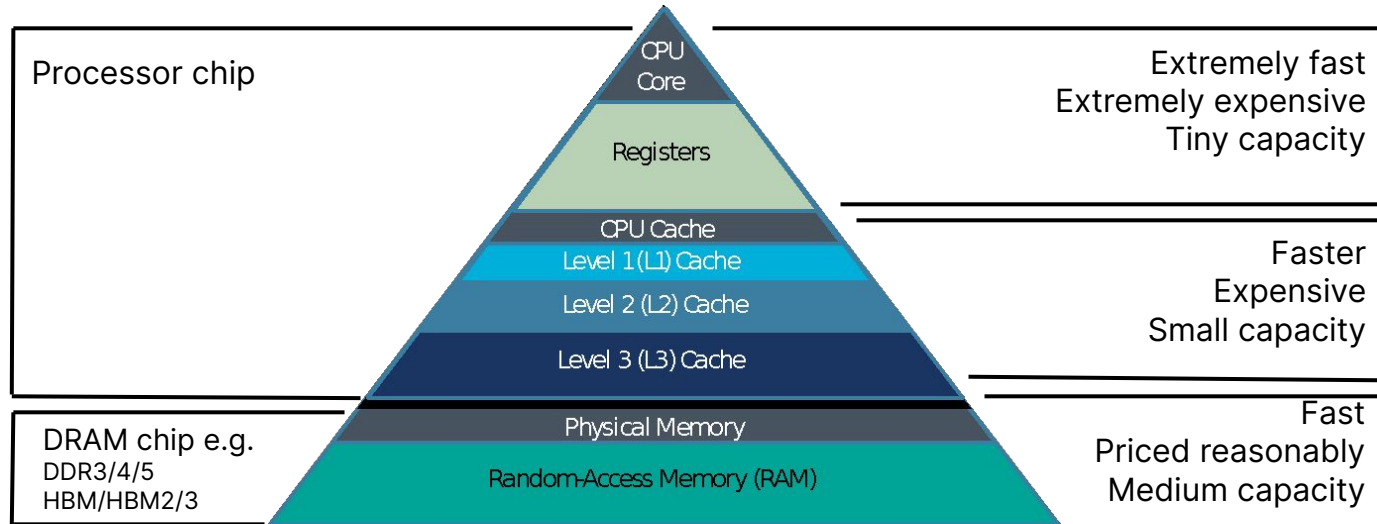 Processor chip
CPU
Core
Registers
CPU Cache
Level 1 (L1) Cache
Level 2 (L2) Cache
Level 3 (L3) Cache
Physical Memory
Random-Access Memory (RAM)
DRAM chip e.g.
DDR3/4/5
HBM/HBM2/3
Extremely fast
Extremely expensive
Tiny capacity
Faster
Expensive
Small capacity
Fast
Priced reasonably
Medium capacity